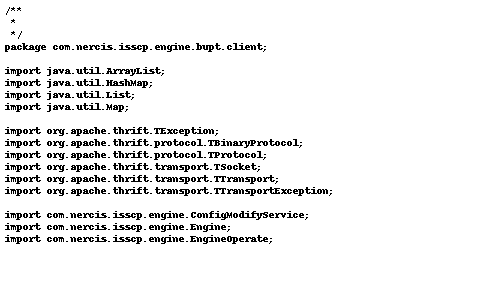 /**
 *
 */
package com.nercis.isscp.engine.bupt.client;

import java.util.ArrayList;
import java.util.HashMap;
import java.util.List;
import java.util.Map;

import org.apache.thrift.TException;
import org.apache.thrift.protocol.TBinaryProtocol;
import org.apache.thrift.protocol.TProtocol;
import org.apache.thrift.transport.TSocket;
import org.apache.thrift.transport.TTransport;
import org.apache.thrift.transport.TTransportException;

import com.nercis.isscp.engine.ConfigModifyService;
import com.nercis.isscp.engine.Engine;
import com.nercis.isscp.engine.EngineOperate;